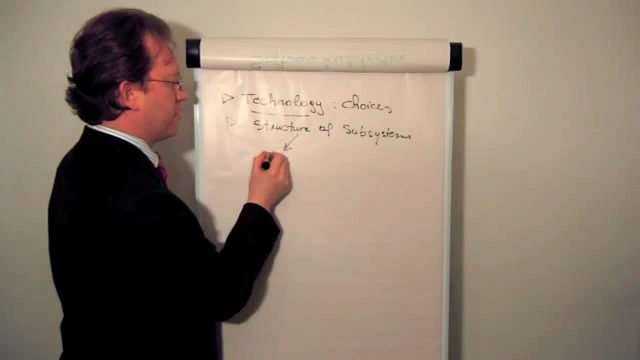 ▷ Technology : choices
▷ Structure of Subsystems